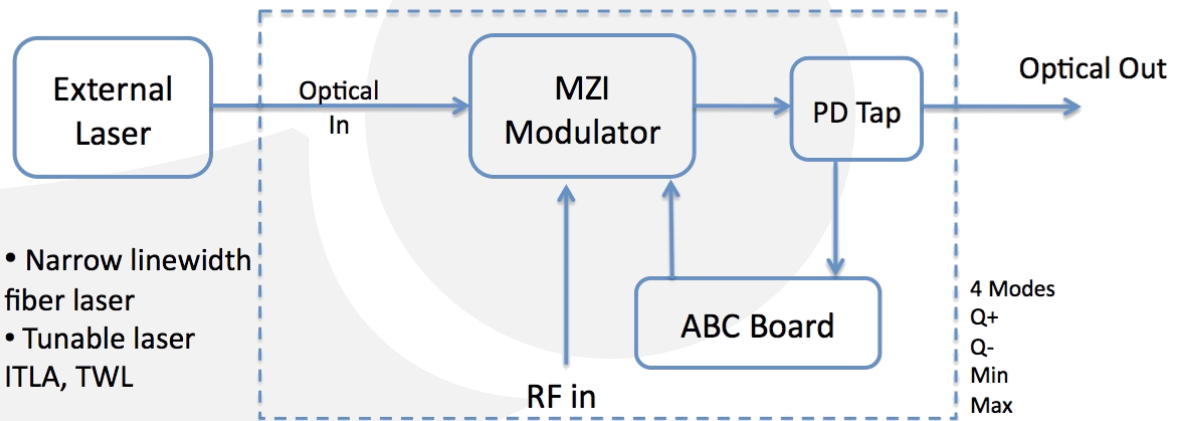 External
Laser
Optical
In
MZI
Modulator
PD Tap
Optical Out
• Narrow linewidth
fiber laser
• Tunable laser
ITLA, TWL
RF in
ABC Board
4 Modes
Q+
Q-
Min
Max